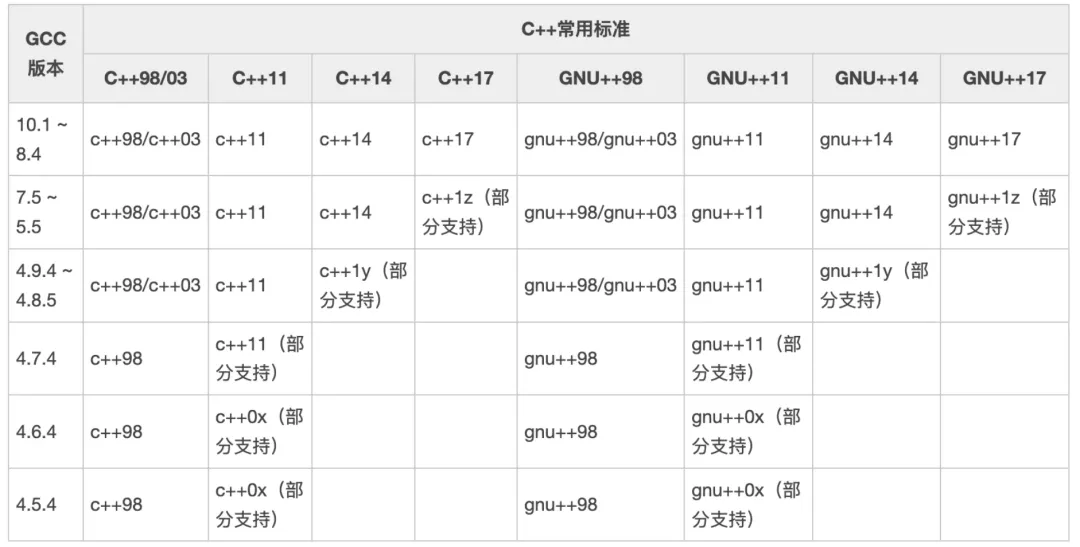 GCC 版本 C++常用标准
C++98/03 C++11 C++14 C++17 GNU++98 GNU++11 GNU++14 GNU++17
10.1 ~ 8.4 c++98/c++03 c++11 c++14 c++17 gnu++98/gnu++03 gnu++11 gnu++14 gnu++17
7.5 ~ 5.5 c++98/c++03 c++11 c++14 c++1z（部分支持） gnu++98/gnu++03 gnu++11 gnu++14 gnu++1z（部分支持）
4.9.4 ~ 4.8.5 c++98/c++03 c++11 c++1y（部分支持） gnu++98/gnu++03 gnu++11 gnu++1y（部分支持）
4.7.4 c++98 c++11（部分支持） gnu++98 gnu++11（部分支持）
4.6.4 c++98 c++0x（部分支持） gnu++98 gnu++0x（部分支持）
4.5.4 c++98 c++0x（部分支持） gnu++98 gnu++0x（部分支持）